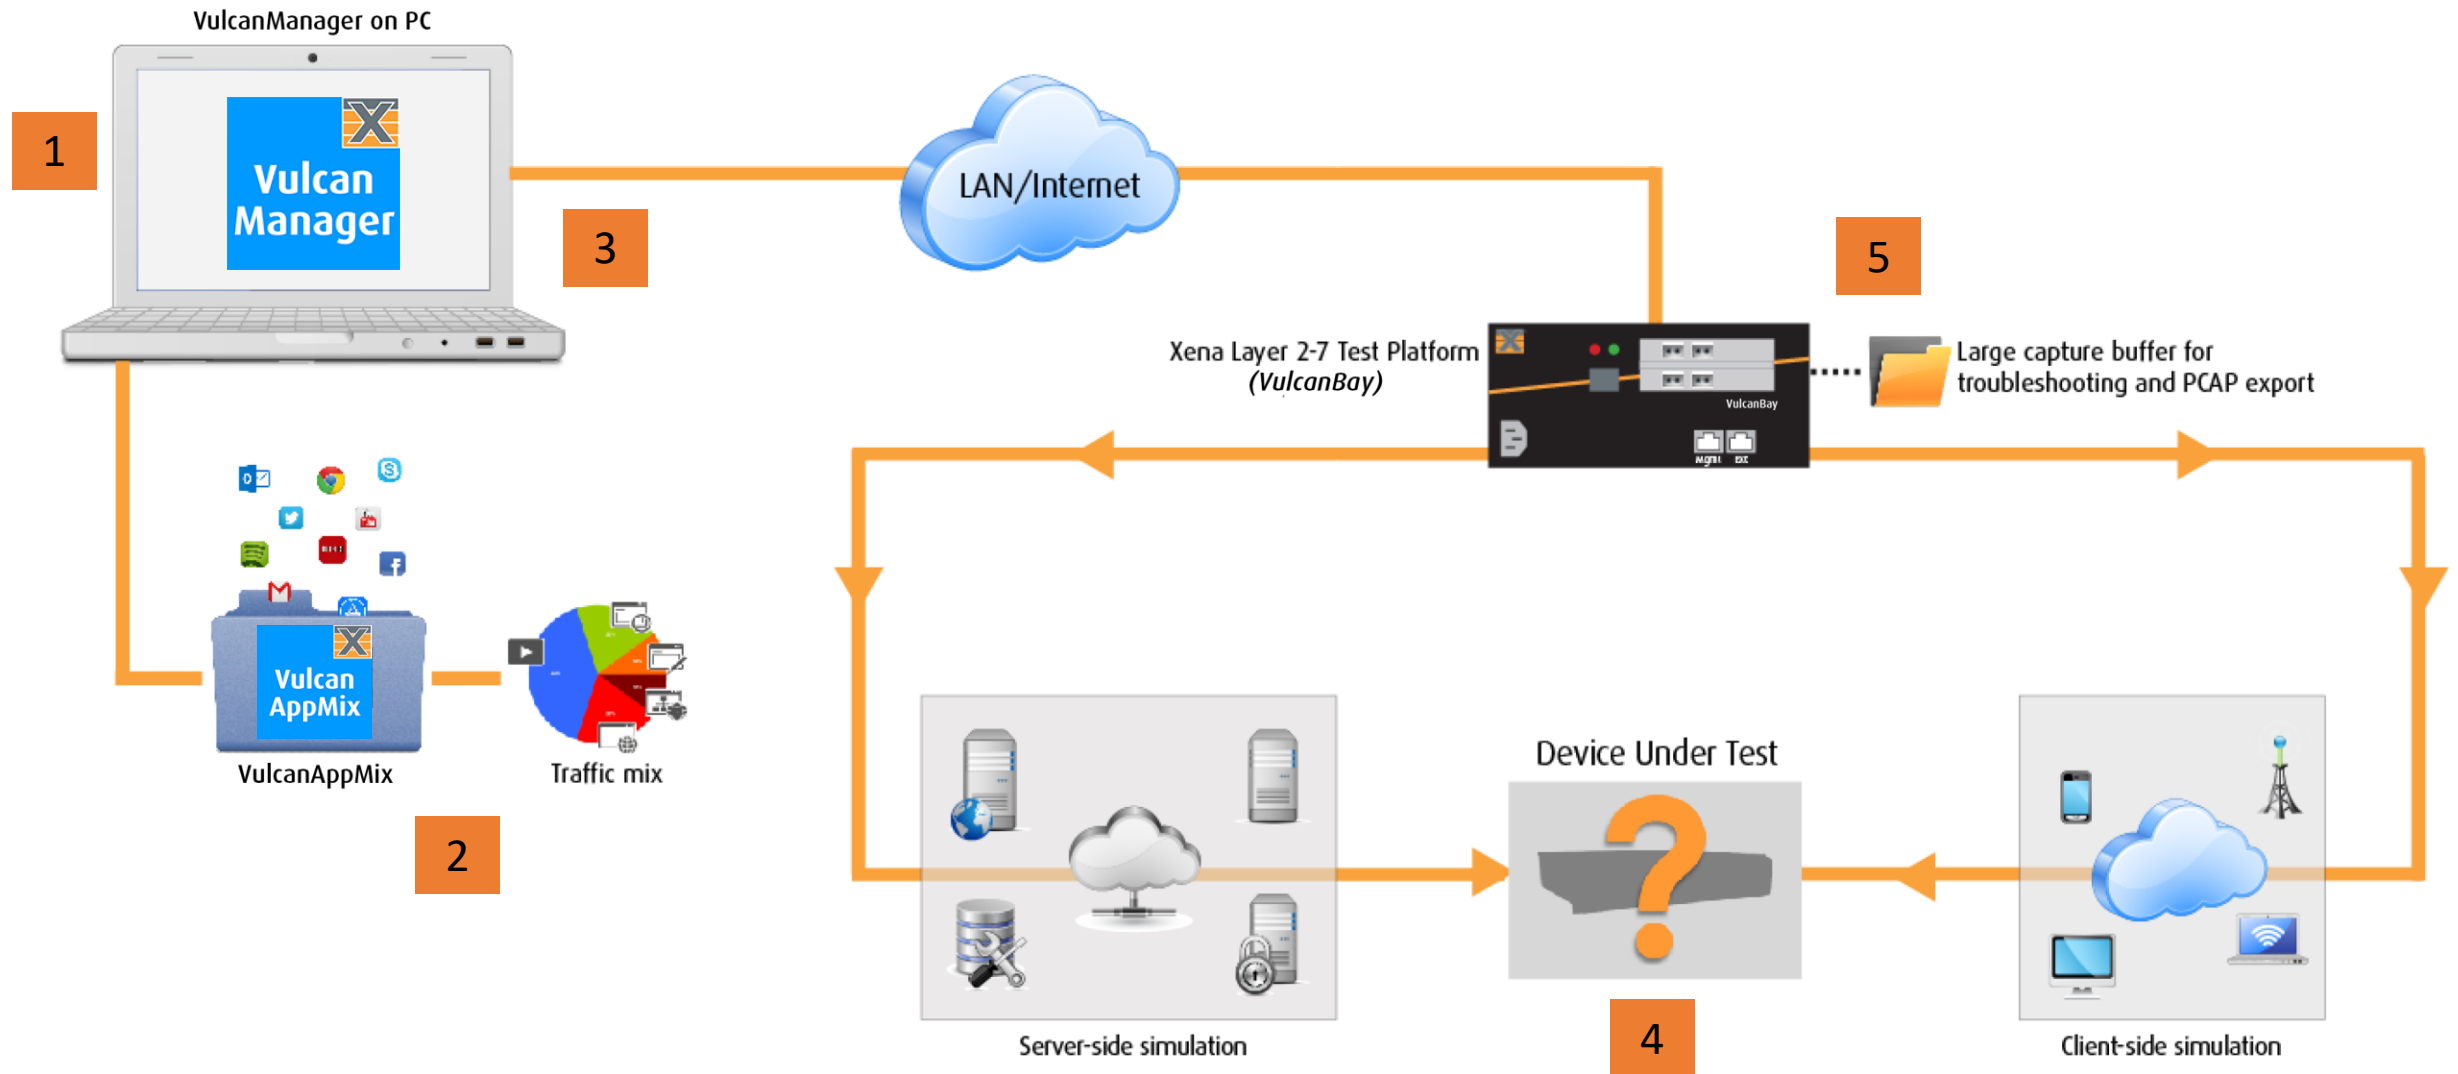 VulcanManager on PC
1
Vulcan
Manager
3
LAN/Internet
5
Xena Layer 2-7 Test Platform
(VulcanBay)
VulcanBay
Mgmt
Large capture buffer for
troubleshooting and PCAP export
Vulcan
AppMix
VulcanAppMix
Traffic mix
2
Device Under Test
?
4
Server-side simulation
Client-side simulation